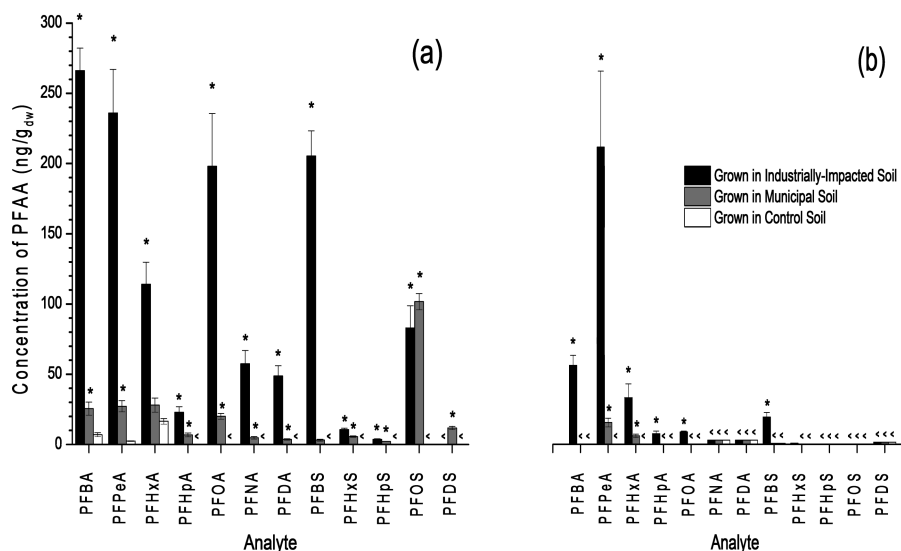 (a)
(b)
Concentration of PFAA (ng/g dw)
300
250
200
150
100
50
0
* * * * * * * * * * * * * * * * * * * *
< < < < < < < < <
Grown in Industrially-Impacted Soil
Grown in Municipal Soil
Grown in Control Soil
PFBA PFPeA PFHxA PFHpA PFOA PFNA PFDA PFBS PFHxS PFHpS PFOS PFDS
Analyte
PFBA PFPeA PFHxA PFHpA PFOA PFNA PFDA PFBS PFHxS PFHpS PFOS PFDS
Analyte